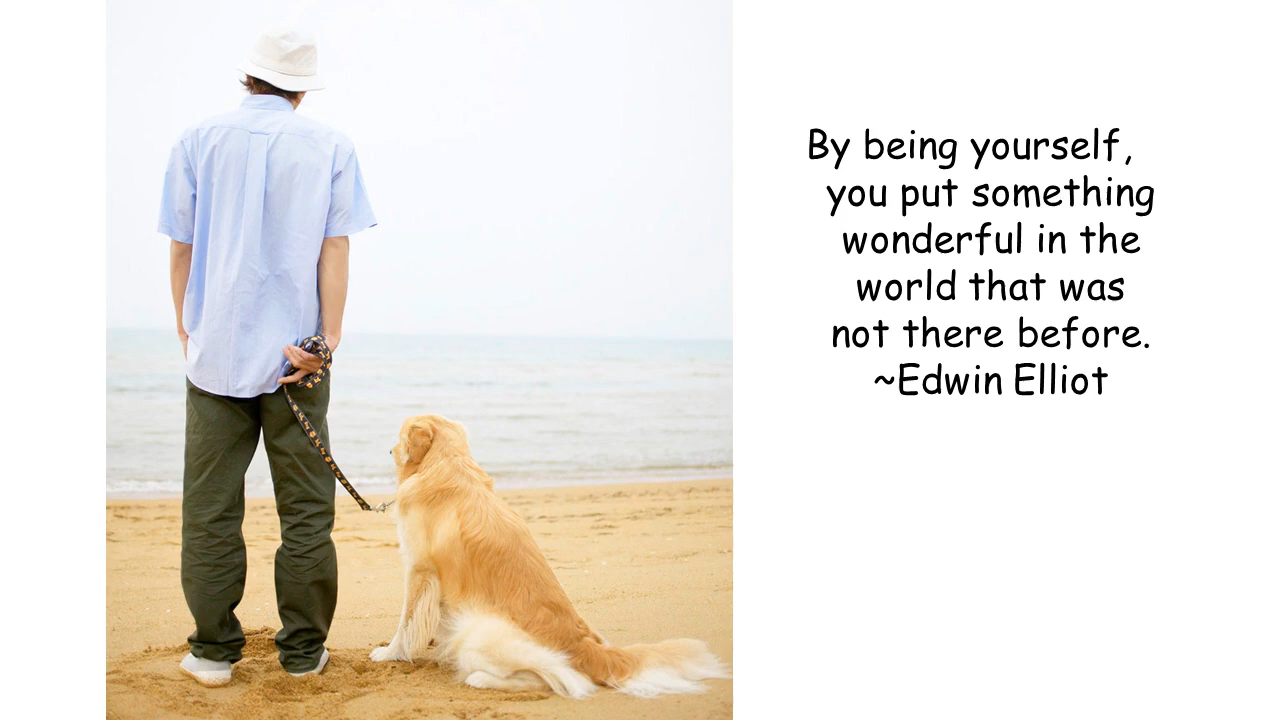 By being yourself,
you put something
wonderful in the
world that was
not there before.
~Edwin Elliot